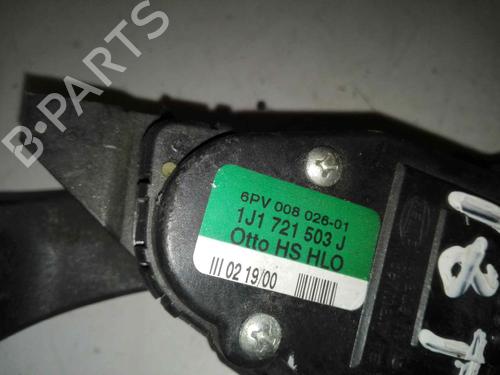 B-PARTS
6PV 008 026-01
1J1 721 503 J
Otto HS HLO
III 02 19/00